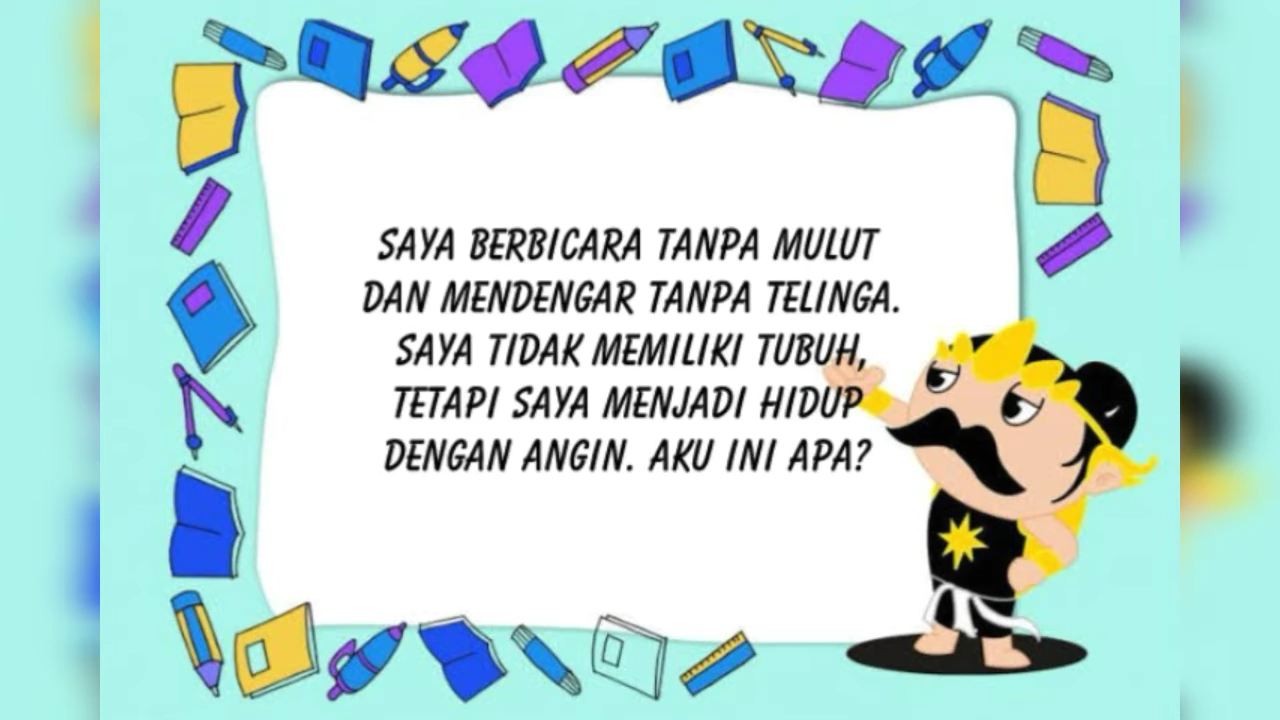 SAYA BERBICARA TANPA MULUT
DAN MENDENGAR TANPA TELINGA.
SAYA TIDAK MEMILIKI TUBUH,
TETAPI SAYA MENJADI HIDUP
DENGAN ANGIN. AKU INI APA?